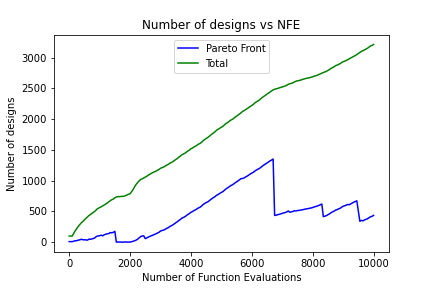 Number of designs vs NFE
Pareto Front
Total
Number of designs
3000
2500
2000
1500
1000
500
0
0 2000 4000 6000 8000 10000
Number of Function Evaluations